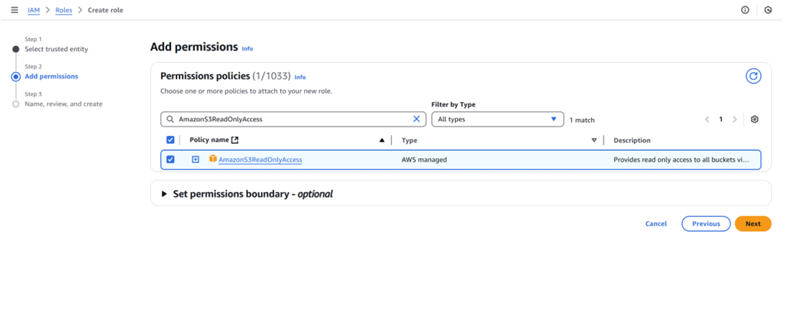 IAM > Roles > Create role
Step 1
Select trusted entity
Step 2
Add permissions
Step 3
Name, review, and create
Add permissions Info
Permissions policies (1/1033) Info
Choose one or more policies to attach to your new role.
Filter by Type
AmazonS3ReadOnlyAccess
All types
1 match
1
Policy name
Type
Description
AmazonS3ReadOnlyAccess
AWS managed
Provides read only access to all buckets vi...
Set permissions boundary - optional
Cancel
Previous
Next